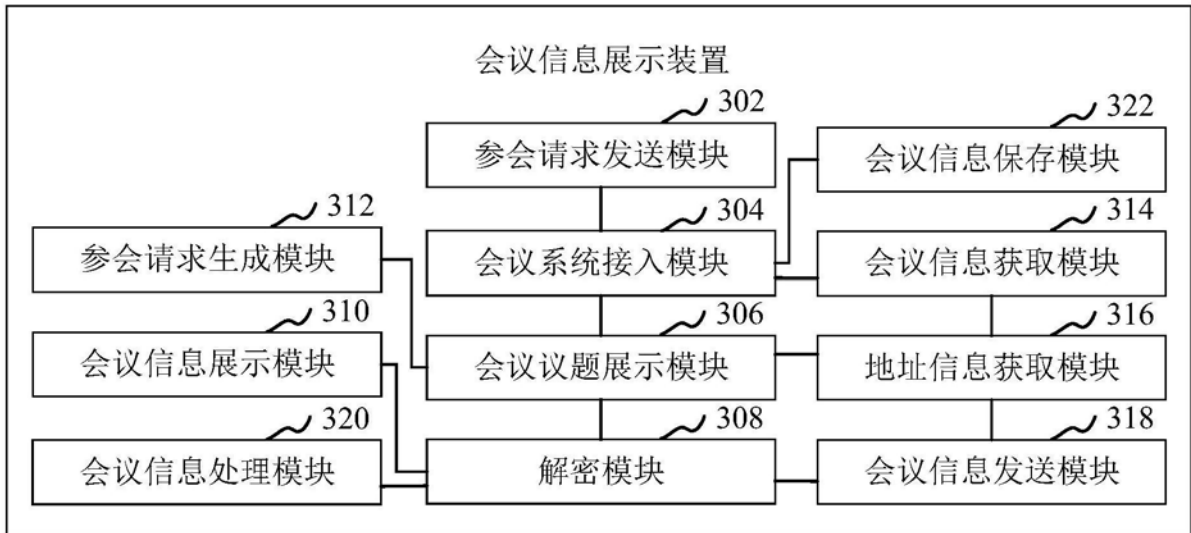 会议信息展示装置
302
参会请求发送模块
322
会议信息保存模块
312
参会请求生成模块
304
会议系统接入模块
314
会议信息获取模块
310
会议信息展示模块
306
会议议题展示模块
316
地址信息获取模块
320
会议信息处理模块
308
解密模块
318
会议信息发送模块